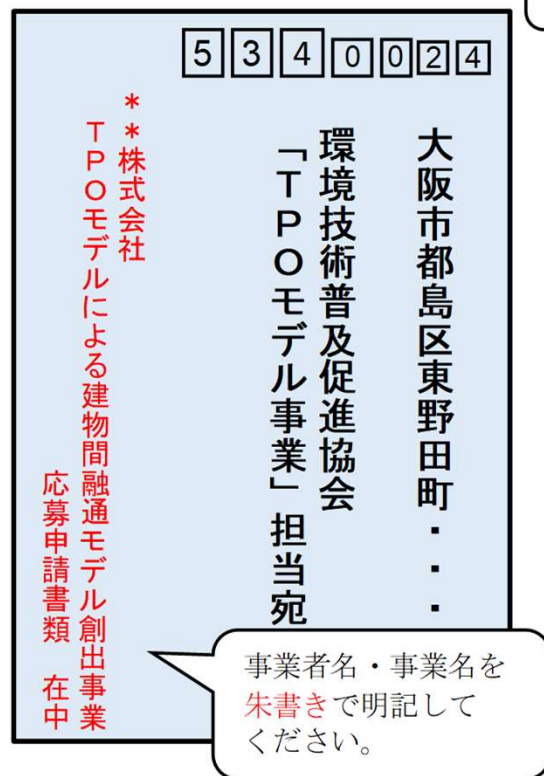 5340024
大阪市都島区東野田町・・・
環境技術普及促進協会
「TPOモデル事業」担当宛
**株式会社
TPOモデルによる建物間融通モデル創出事業
応募申請書類　在中
事業者名・事業名を
朱書きで明記して
ください。